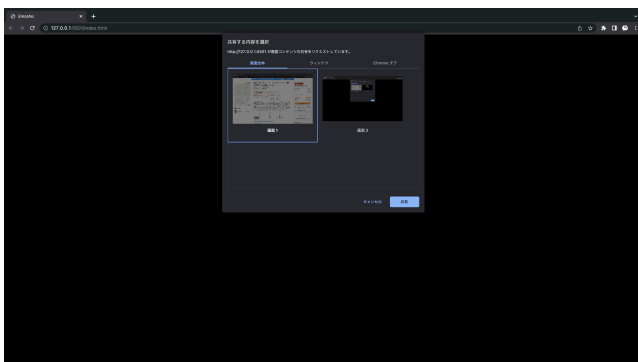 127.0.0.1:5501/index.html
共有する内容を選択
http://127.0.0.1:5501 が画面コンテンツの共有をリクエストしています。
画面全体 ウィンドウ Chrome タブ
画面 1 画面 2
キャンセル 共有